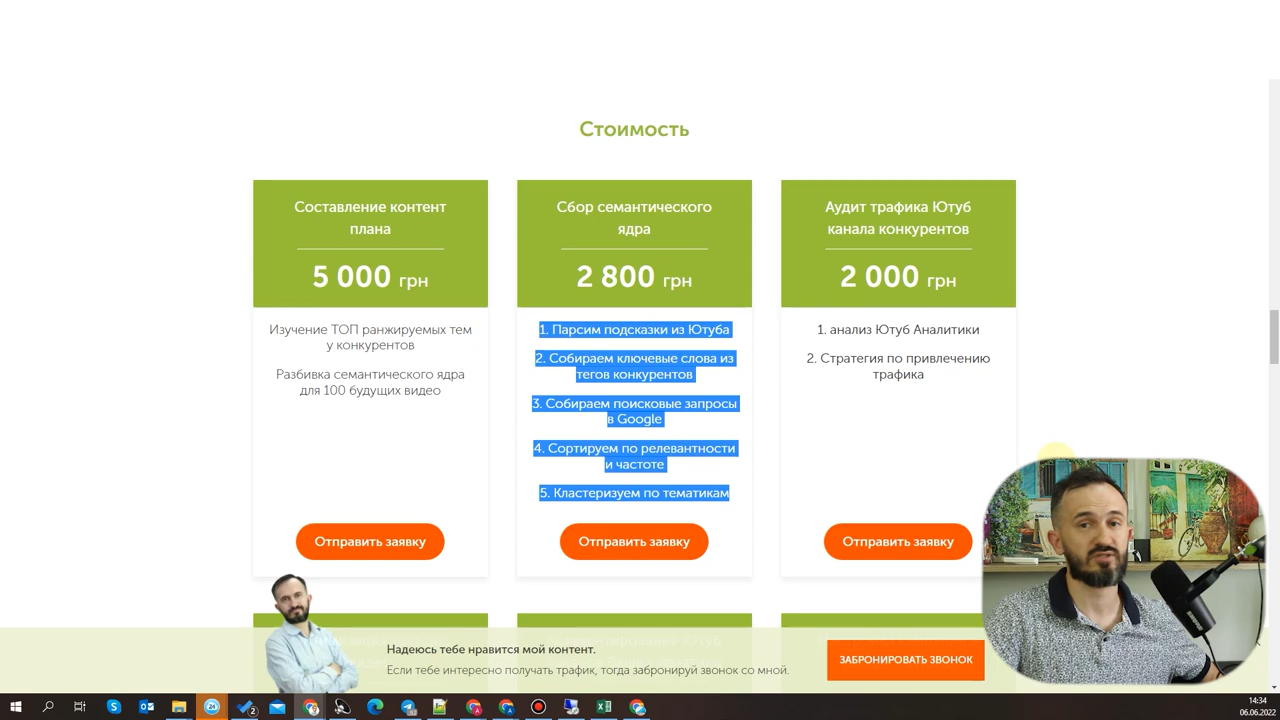 Стоимость
Составление контент
плана
5 000 грн
Изучение ТОП ранжируемых тем
у конкурентов
Разбивка семантического ядра
для 100 будущих видео
Отправить заявку
Сбор семантического
ядра
2 800 грн
1. Парсим подсказки из Ютуба
2. Собираем ключевые слова из
тегов конкурентов
3. Собираем поисковые запросы
в Google
4. Сортируем по релевантности
и частоте
5. Кластеризуем по тематикам
Отправить заявку
Аудит трафика Ютуб
канала конкурентов
2 000 грн
1. анализ Ютуб Аналитики
2. Стратегия по привлечению
трафика
Отправить заявку
Надеюсь тебе нравится мой контент.
Если тебе интересно получать трафик, тогда забронируй звонок со мной.
ЗАБРОНИРОВАТЬ ЗВОНОК
14:34
06.06.2022